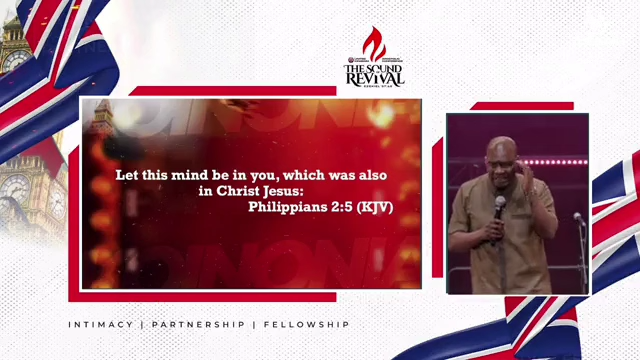 THE SOUND
OF
REVIVAL
Let this mind be in you, which was also
in Christ Jesus:
Philippians 2:5 (KJV)
INTIMACY | PARTNERSHIP | FELLOWSHIP